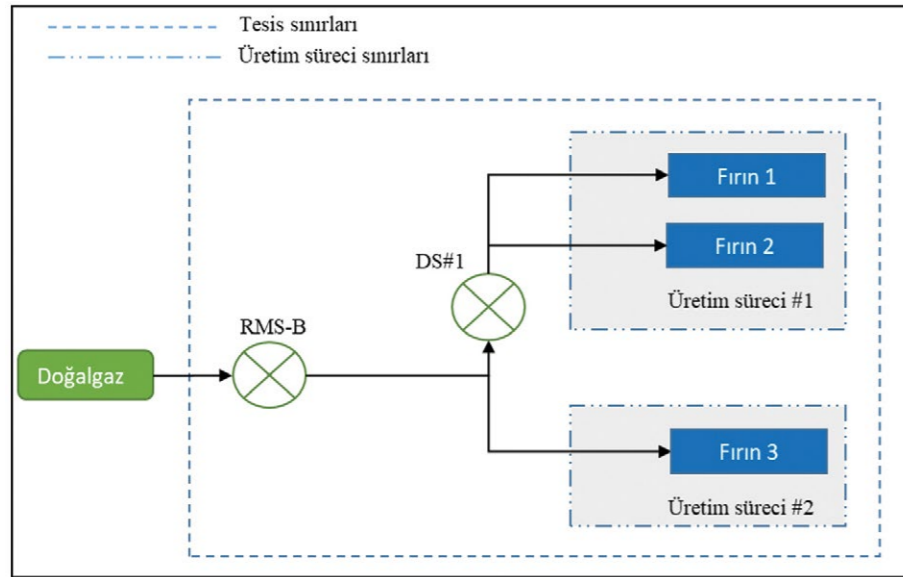 Tesis sınırları
Üretim süreci sınırları
Fırın 1
Fırın 2
DS#1
Üretim süreci #1
RMS-B
Doğalgaz
Fırın 3
Üretim süreci #2